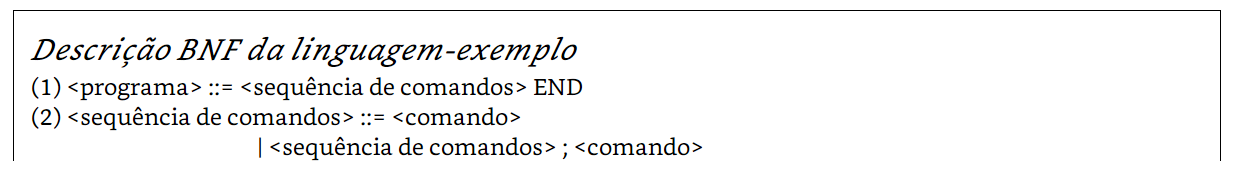 Descrição BNF da linguagem-exemplo
(1) <programa> ::= <sequência de comandos> END
(2) <sequência de comandos> ::= <comando>
| <sequência de comandos> ; <comando>